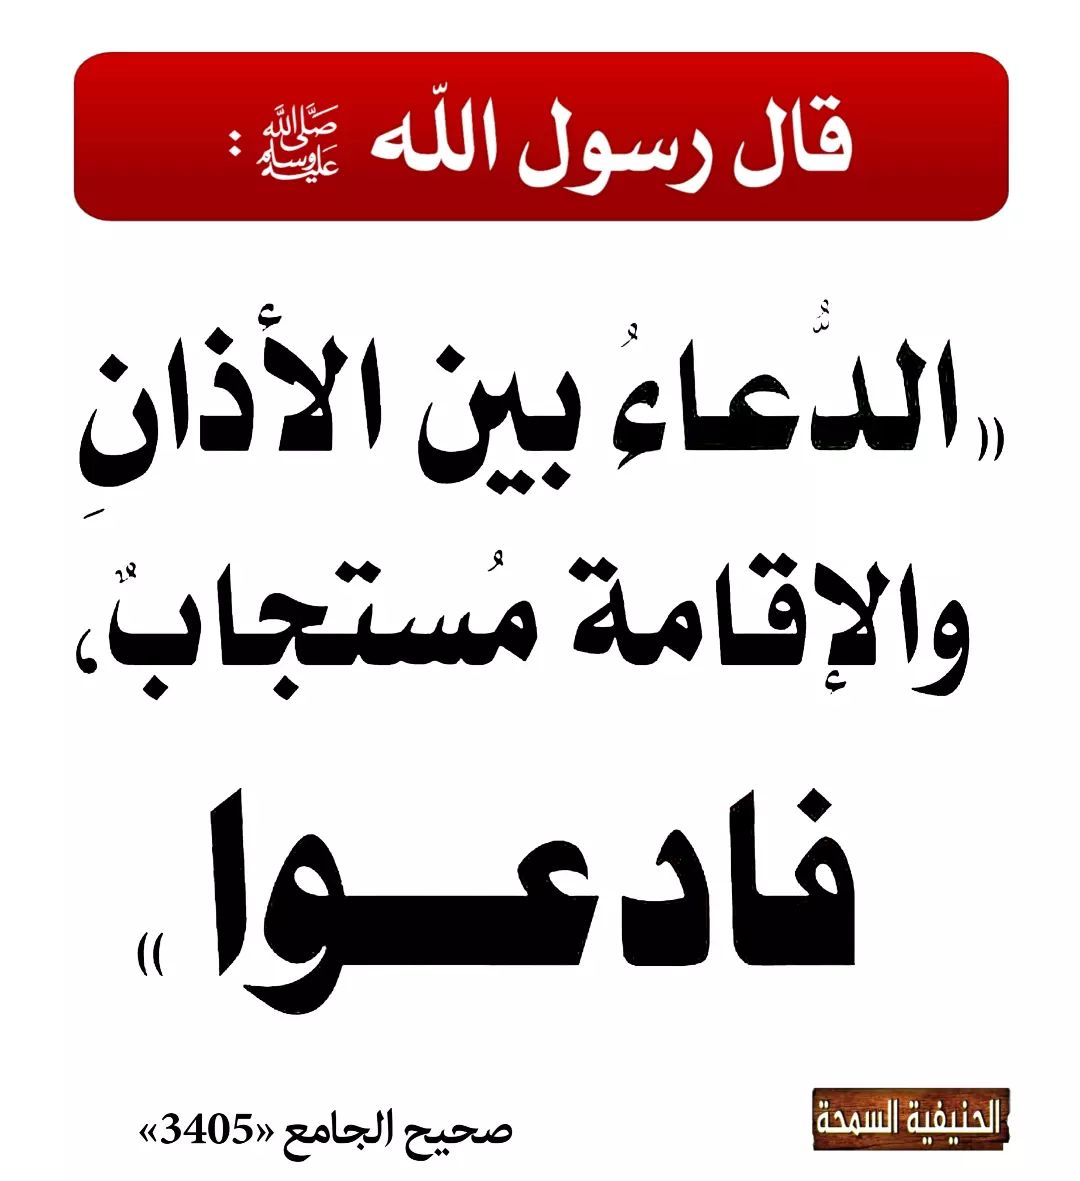 قال رسول الله ﷺ :
((الدُّعاءُ بين الأذانِ
والإقامة مُستجابٌ،
فادعوا ))
صحيح الجامع «3405»
الحنيفية السمحة